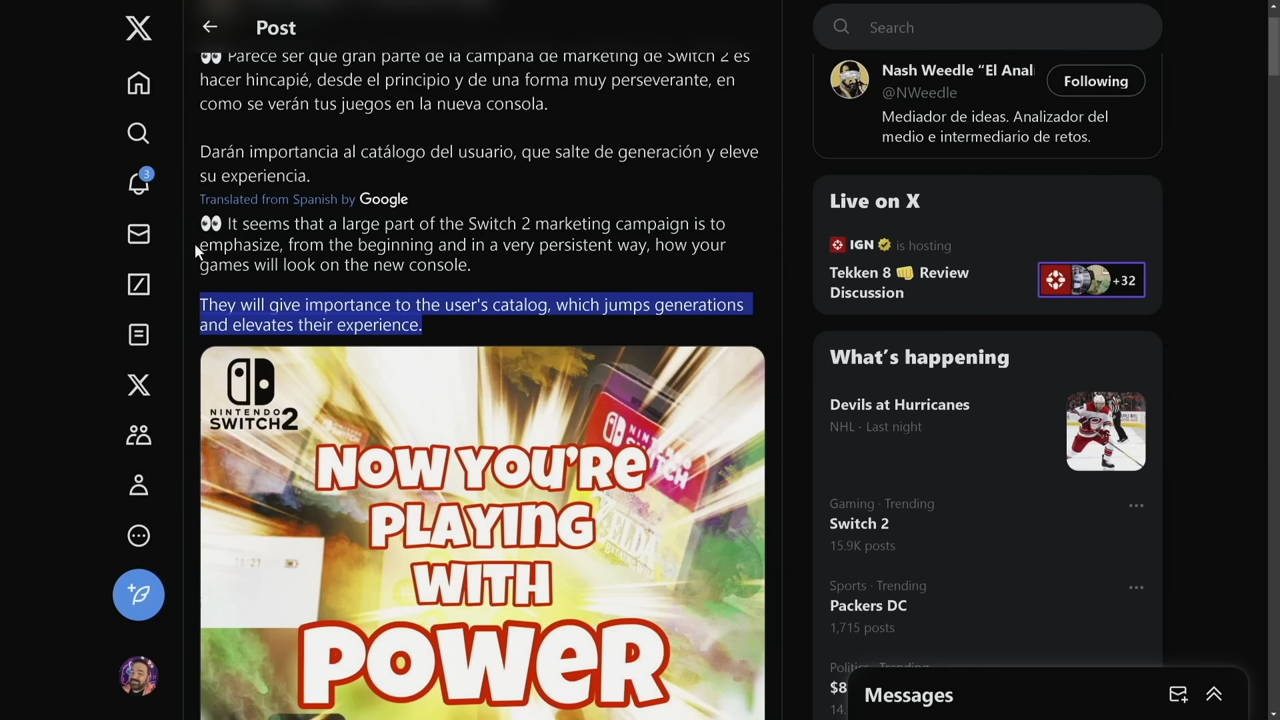 Post
👀 Parece ser que gran parte de la campaña de marketing de Switch 2 es
hacer hincapié, desde el principio y de una forma muy perseverante, en
como se verán tus juegos en la nueva consola.
Darán importancia al catálogo del usuario, que salte de generación y eleve
su experiencia.
Translated from Spanish by Google
👀 It seems that a large part of the Switch 2 marketing campaign is to
emphasize, from the beginning and in a very persistent way, how your
games will look on the new console.
They will give importance to the user's catalog, which jumps generations
and elevates their experience.
NINTENDO
SWITCH 2
NOW YOU'RE
PLAYING
WITH
POWER
ZELDA
15:21
3
Search
Nash Weedle “El Anal
@NWeedle
Following
Mediador de ideas. Analizador del
medio e intermediario de retos.
Live on X
IGN is hosting
Tekken 8 👊 Review
Discussion
+32
What’s happening
Devils at Hurricanes
NHL · Last night
Gaming · Trending
Switch 2
15.9K posts
Sports · Trending
Packers DC
1,715 posts
Messages